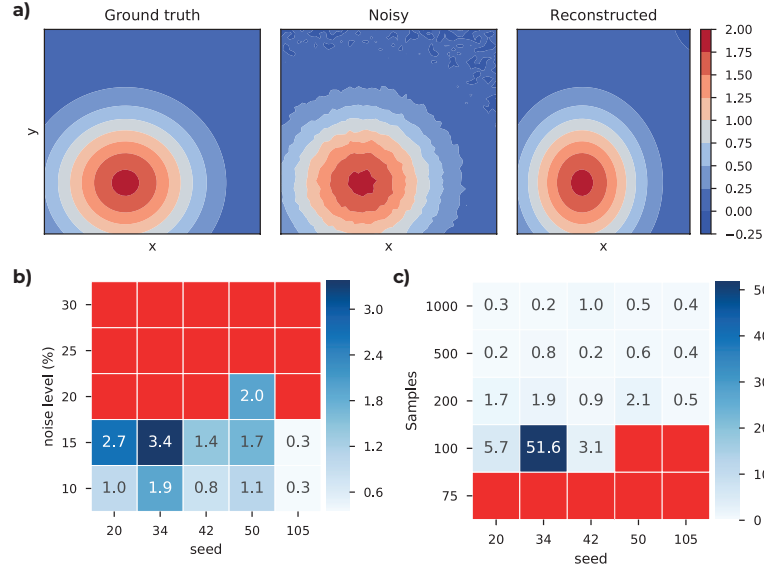 a)
Ground truth
Noisy
Reconstructed
y
x
x
x
2.00
1.75
1.50
1.25
1.00
0.75
0.50
0.25
0.00
−0.25
b)
noise level (%)
30
25
20
15
10
2.0
2.7 3.4 1.4 1.7 0.3
1.0 1.9 0.8 1.1 0.3
20 34 42 50 105
seed
3.0
2.4
1.8
1.2
0.6
c)
Samples
1000
500
200
100
75
0.3 0.2 1.0 0.5 0.4
0.2 0.8 0.2 0.6 0.4
1.7 1.9 0.9 2.1 0.5
5.7 51.6 3.1
20 34 42 50 105
seed
50
40
30
20
10
0